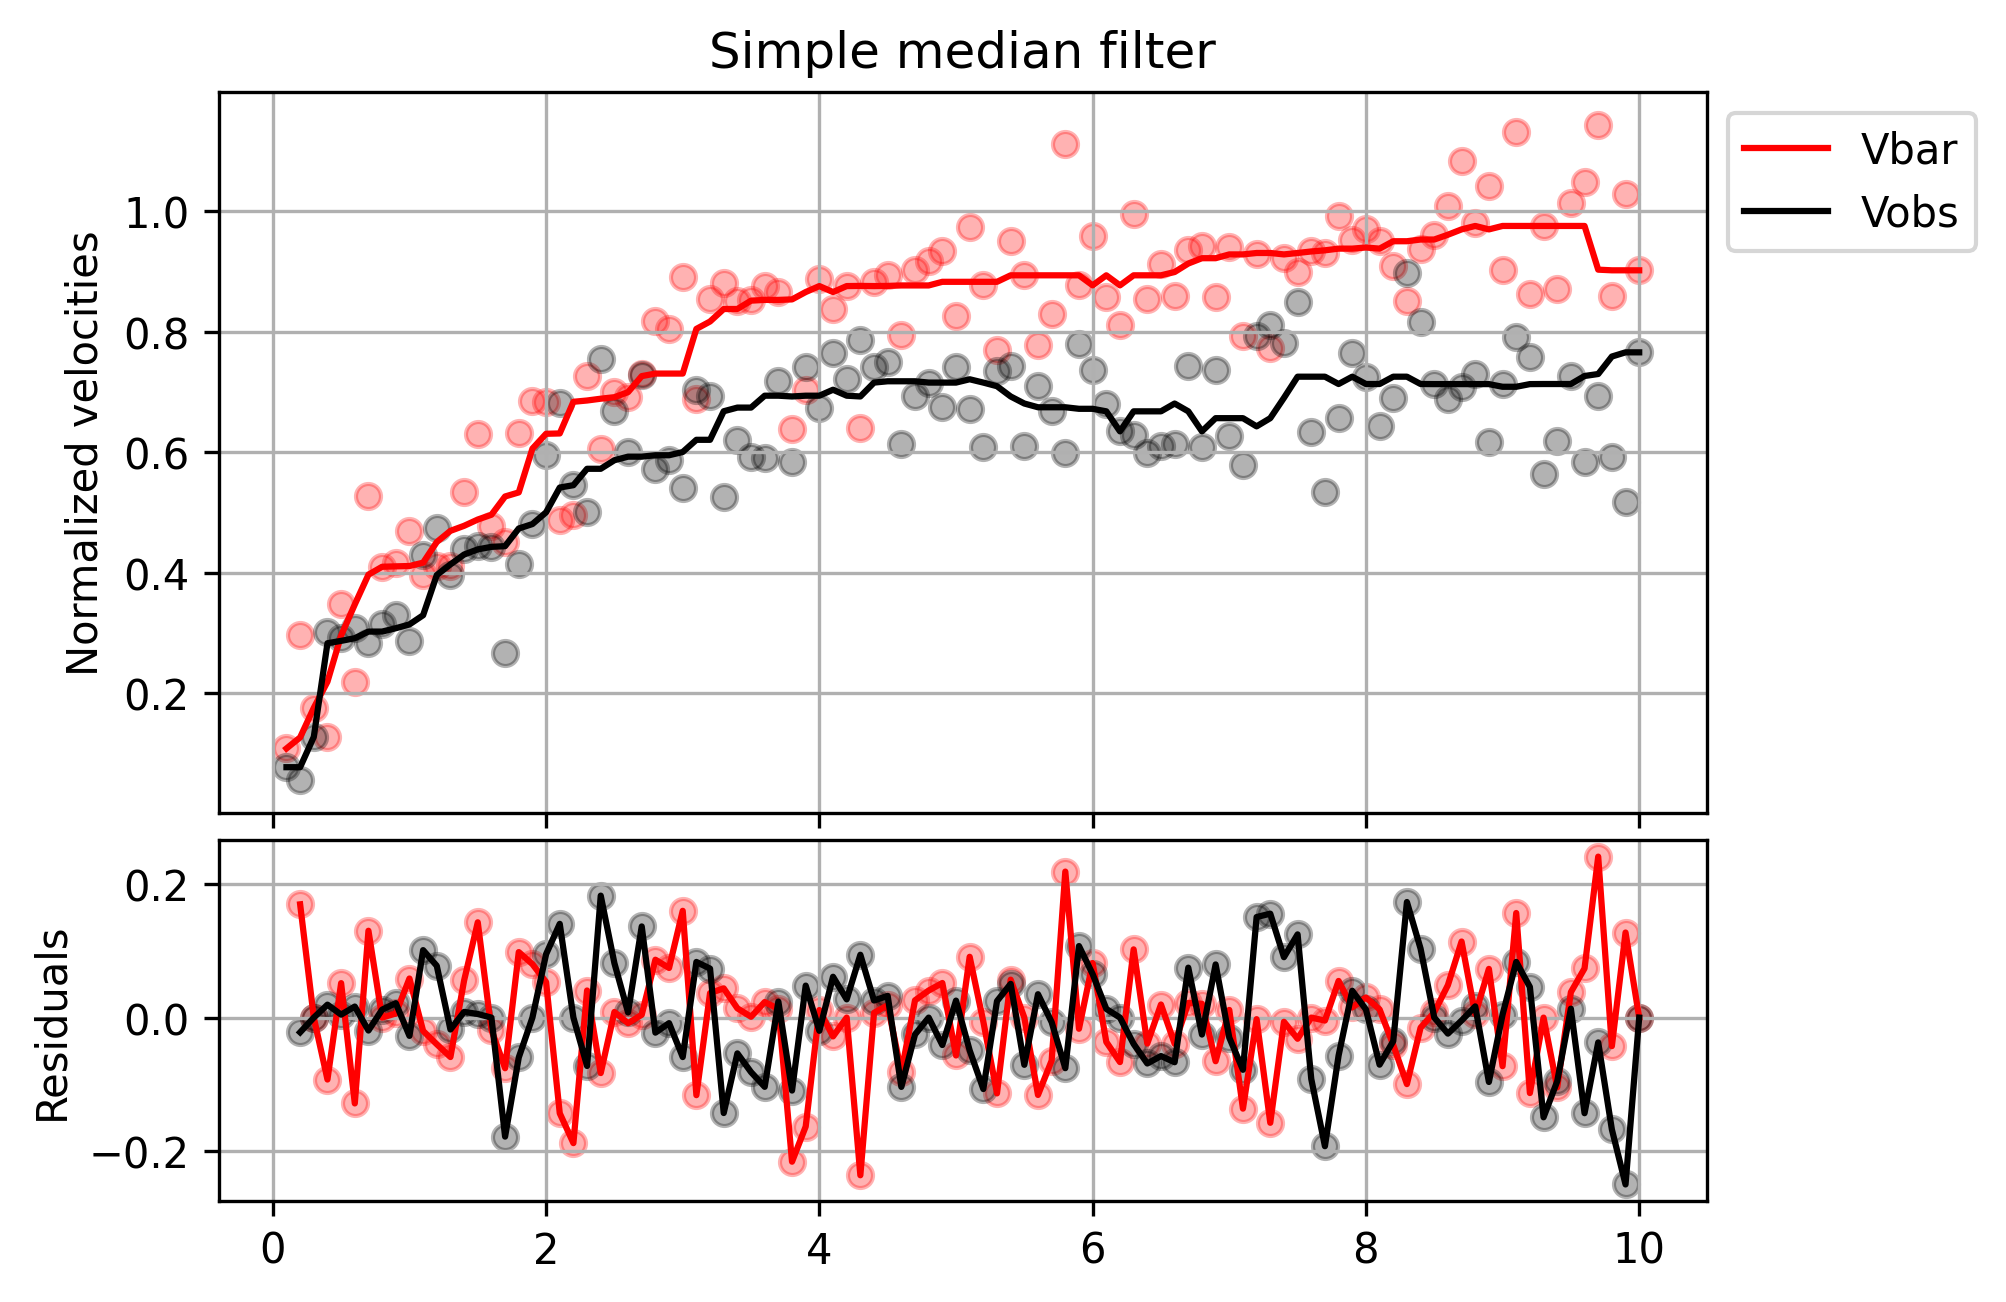 Simple median filter
Vbar
Vobs
Normalized velocities
1.0
0.8
0.6
0.4
0.2
Residuals
0.2
0.0
−0.2
0 2 4 6 8 10